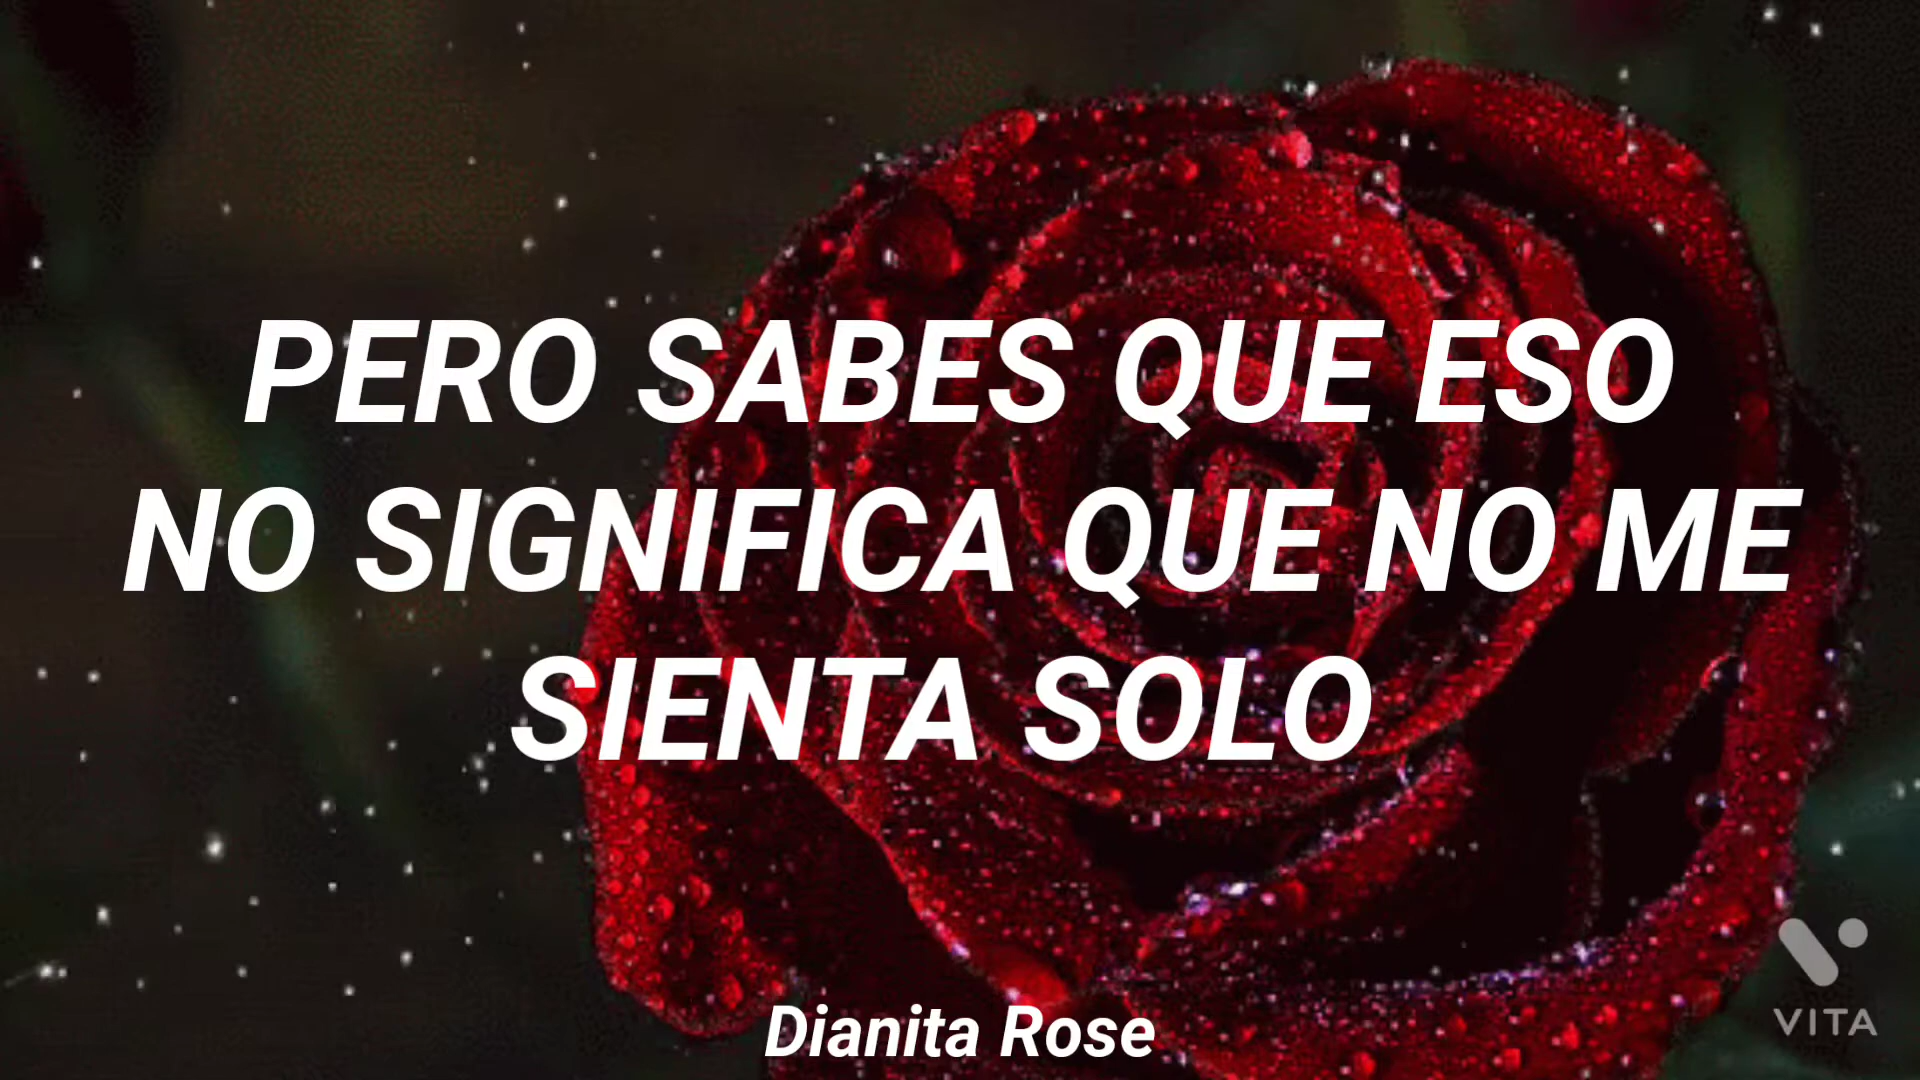 PERO SABES QUE ESO
NO SIGNIFICA QUE NO ME
SIENTA SOLO
Dianita Rose
VITA